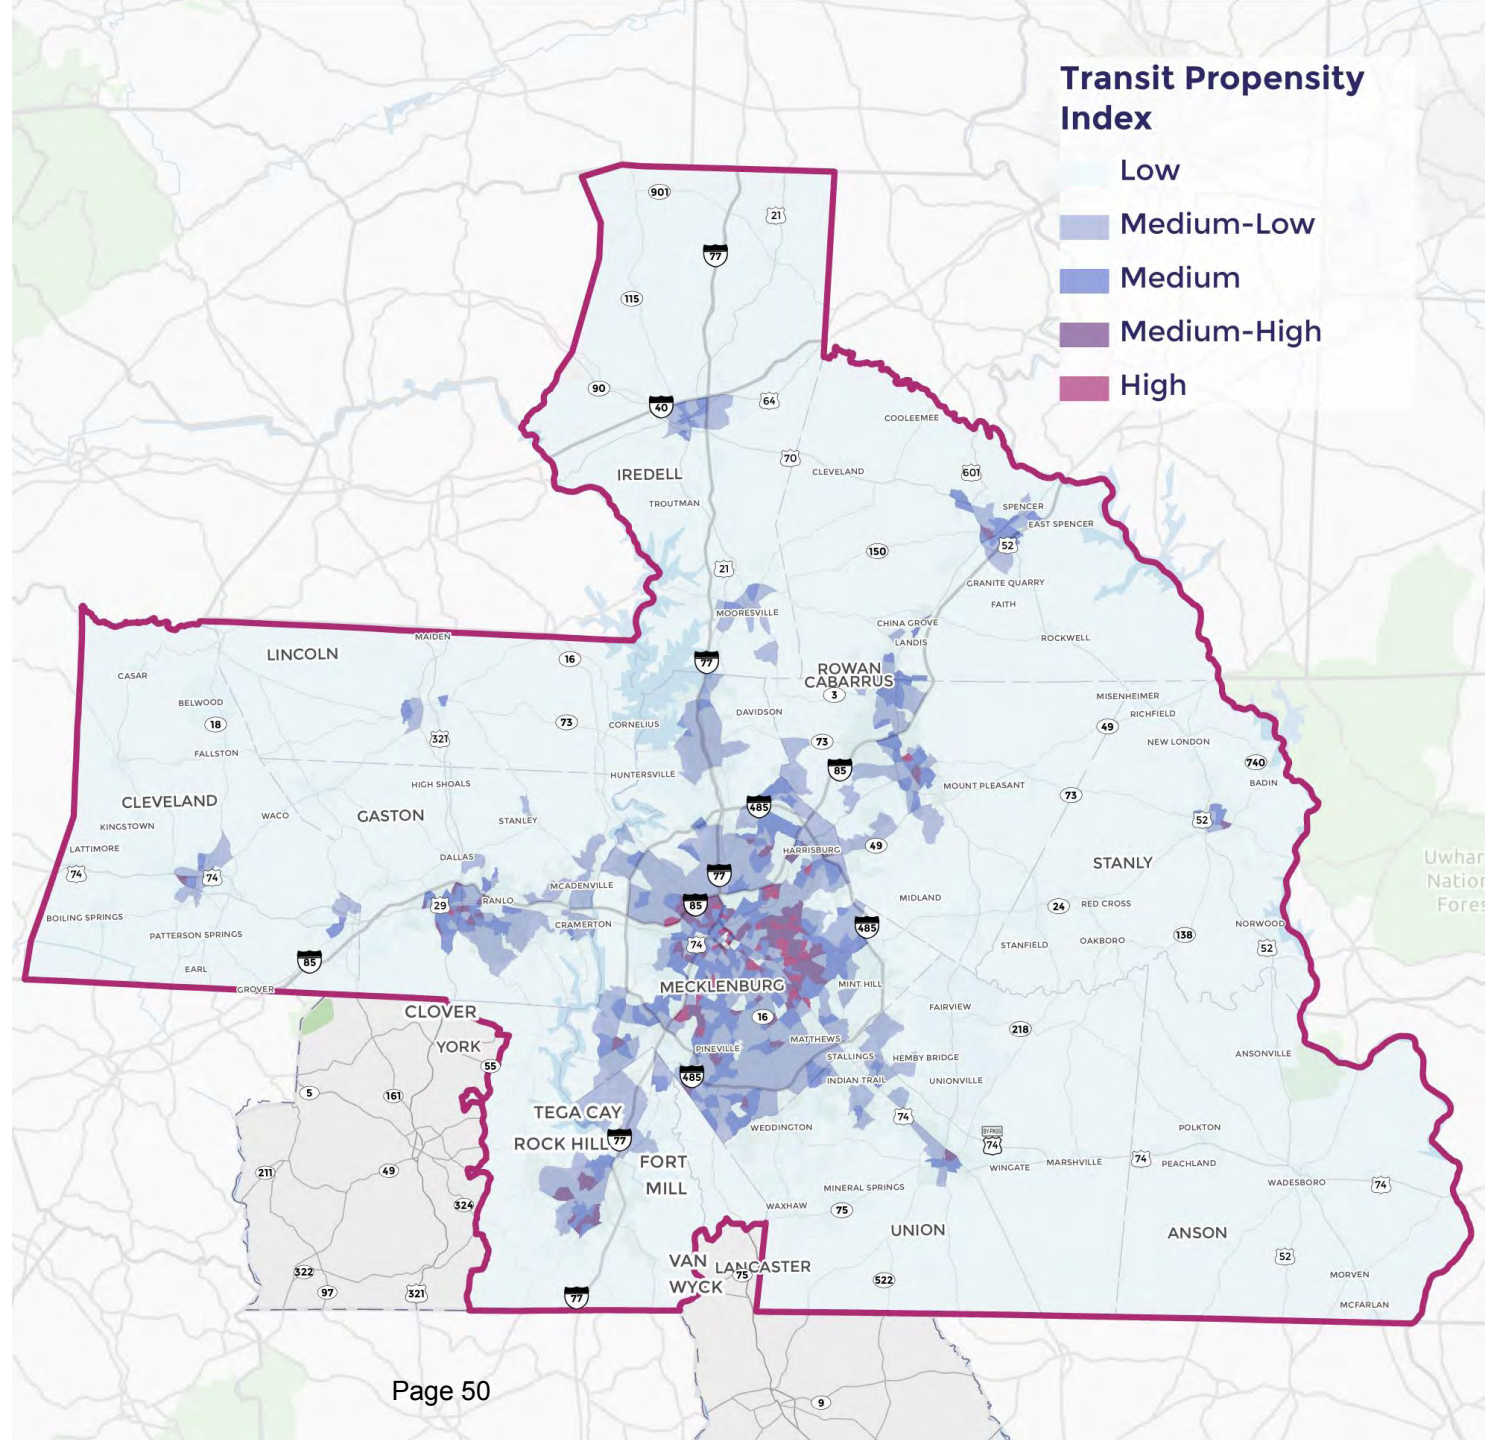 Transit Propensity
Index
Low
Medium-Low
Medium
Medium-High
High
901
21
77
115
90
40
64
COOLEEMEE
70
CLEVELAND
601
IREDELL
TROUTMAN
SPENCER
EAST SPENCER
52
150
21
GRANITE QUARRY
FAITH
MOORESVILLE
CHINA GROVE
LANDIS
ROCKWELL
MAIDEN
LINCOLN
16
77
ROWAN
CABARRUS
3
CASAR
BELWOOD
18
73
CORNELIUS
DAVIDSON
MISENHEIMER
RICHFIELD
49
321
73
NEW LONDON
FALLSTON
740
BADIN
HUNTERSVILLE
85
HIGH SHOALS
MOUNT PLEASANT
73
CLEVELAND
485
WACO
GASTON
STANLEY
52
KINGSTOWN
LATTIMORE
HARRISBURG
49
DALLAS
STANLY
74
74
77
MCADENVILLE
Uwhar
Nation
Fores
29
RANLO
85
MIDLAND
24
RED CROSS
BOILING SPRINGS
CRAMERTON
485
NORWOOD
PATTERSON SPRINGS
74
STANFIELD
OAKBORO
138
52
85
EARL
MECKLENBURG
MINT HILL
GROVER
CLOVER
16
FAIRVIEW
218
YORK
PINEVILLE
MATTHEWS
STALLINGS
HEMBY BRIDGE
ANSONVILLE
55
485
INDIAN TRAIL
UNIONVILLE
5
161
TEGA CAY
74
WEDDINGTON
POLKTON
ROCK HILL
77
BY-PASS
74
211
49
FORT
MILL
WINGATE
MARSHVILLE
74
PEACHLAND
WADESBORO
74
324
MINERAL SPRINGS
WAXHAW
75
UNION
ANSON
VAN
WYCK
LANCASTER
75
52
322
97
321
77
522
MORVEN
MCFARLAN
Page 50
9